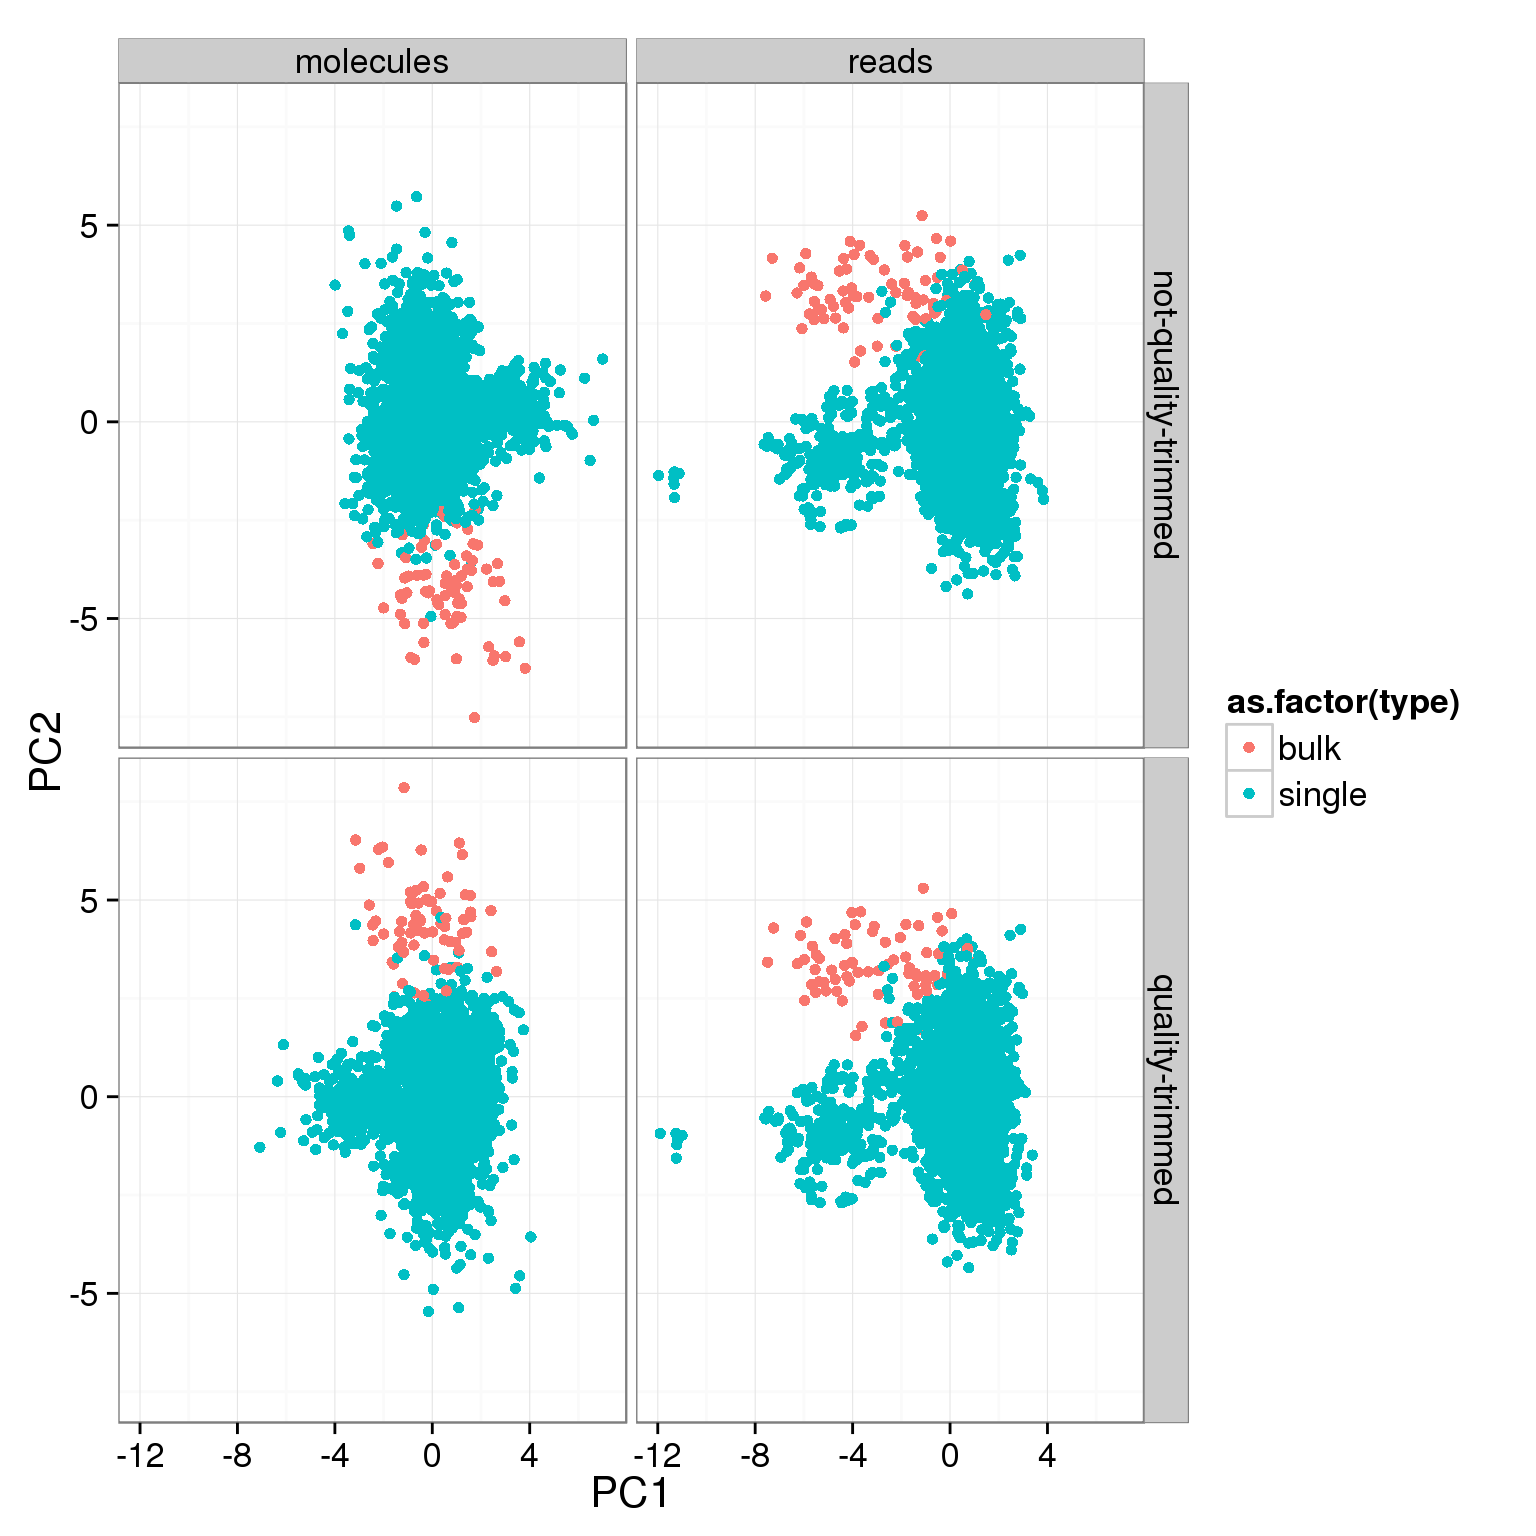 molecules
reads
5
0
-5
not-quality-trimmed
PC2
as.factor(type)
bulk
single
5
0
-5
quality-trimmed
-12
-8
-4
0
4
-12
-8
-4
0
4
PC1